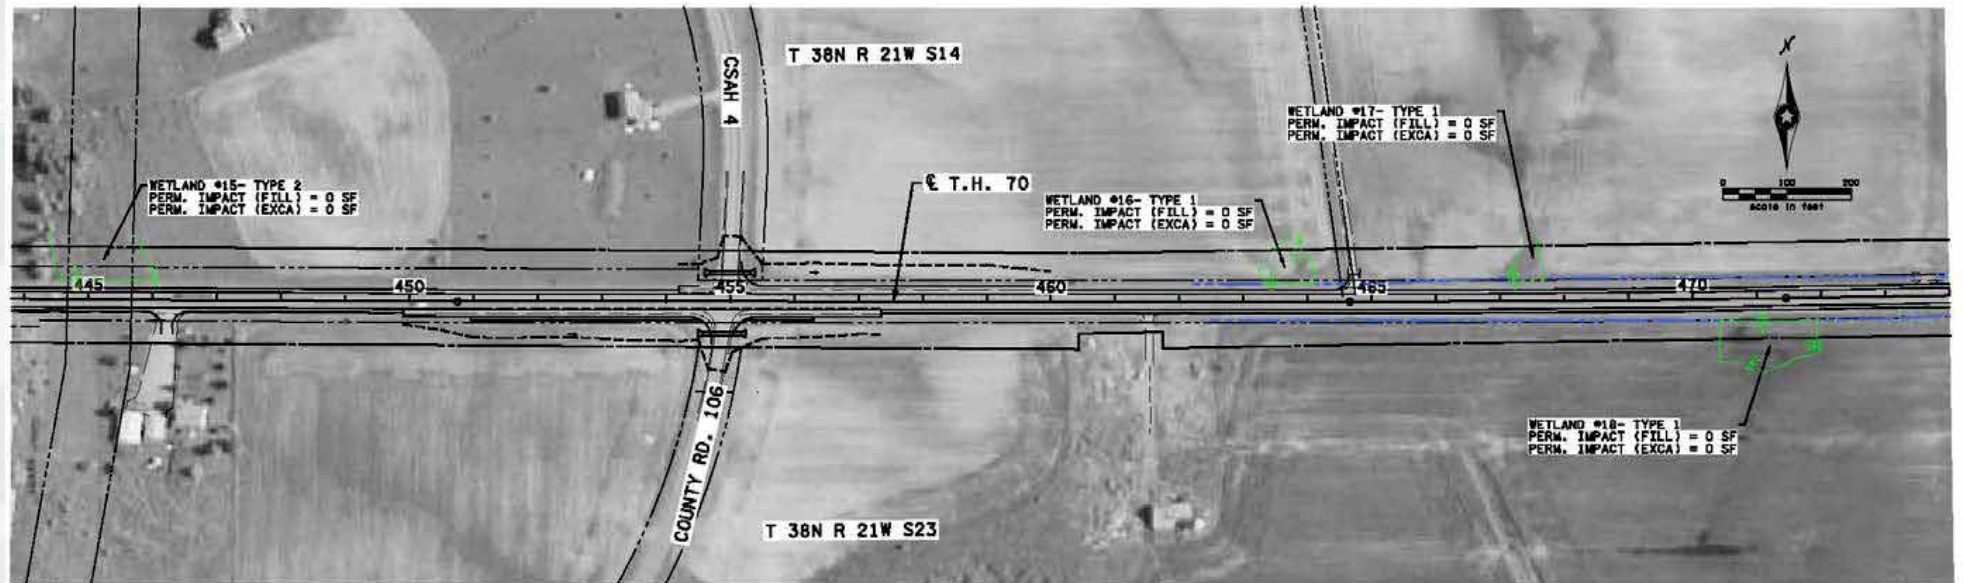 T 38N R 21W S14
CSAH 4
N
WETLAND #17- TYPE 1
PERM. IMPACT (FILL) = 0 SF
PERM. IMPACT (EXCA) = 0 SF
0 100 200
scale in feet
WETLAND #15- TYPE 2
PERM. IMPACT (FILL) = 0 SF
PERM. IMPACT (EXCA) = 0 SF
℄ T.H. 70
WETLAND #16- TYPE 1
PERM. IMPACT (FILL) = 0 SF
PERM. IMPACT (EXCA) = 0 SF
445 450 455 460 465 470
COUNTY RD. 106
WETLAND #18- TYPE 1
PERM. IMPACT (FILL) = 0 SF
PERM. IMPACT (EXCA) = 0 SF
T 38N R 21W S23